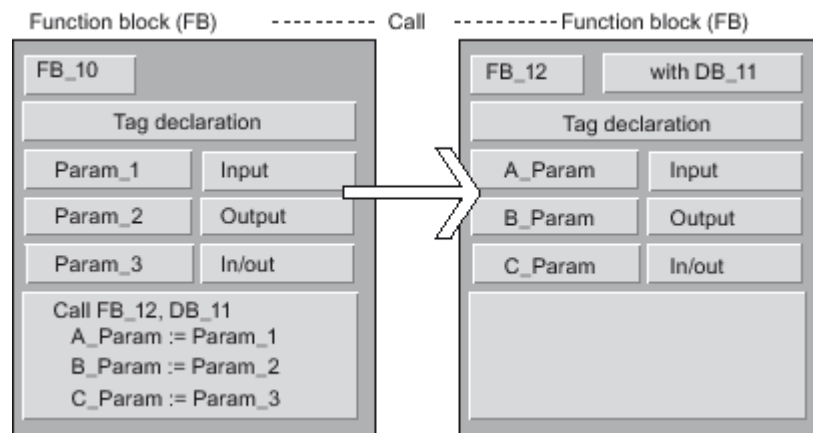 Function block (FB) ---------- Call ---------- Function block (FB)
FB_10
Tag declaration
Param_1 Input
Param_2 Output
Param_3 In/out
Call FB_12, DB_11
A_Param := Param_1
B_Param := Param_2
C_Param := Param_3
FB_12 with DB_11
Tag declaration
A_Param Input
B_Param Output
C_Param In/out